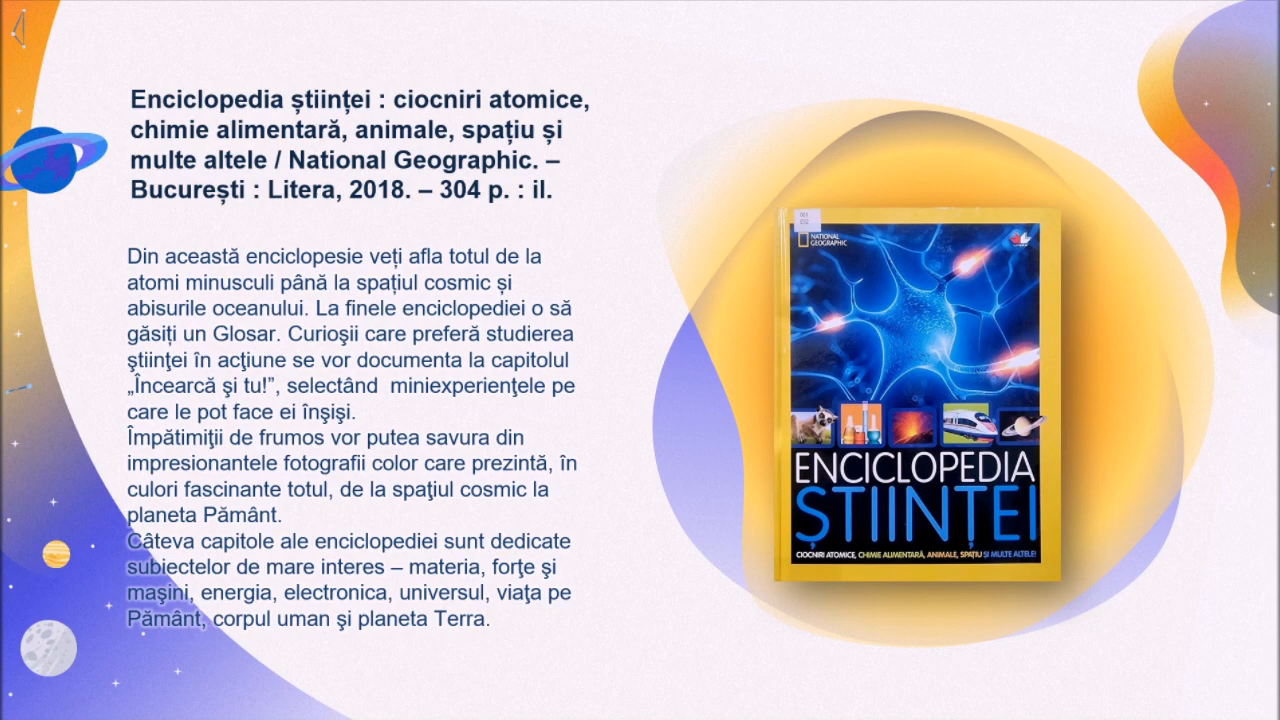 Enciclopedia științei : ciocniri atomice,
chimie alimentară, animale, spațiu și
multe altele / National Geographic. –
București : Litera, 2018. – 304 p. : il.
Din această enciclopesie veți afla totul de la
atomi minusculi până la spațiul cosmic și
abisurile oceanului. La finele enciclopediei o să
găsiți un Glosar. Curioşii care preferă studierea
ştiinţei în acţiune se vor documenta la capitolul
„Încearcă şi tu!”, selectând  miniexperienţele pe
care le pot face ei înşişi.
Împătimiţii de frumos vor putea savura din
impresionantele fotografii color care prezintă, în
culori fascinante totul, de la spaţiul cosmic la
planeta Pământ.
Câteva capitole ale enciclopediei sunt dedicate
subiectelor de mare interes – materia, forţe şi
maşini, energia, electronica, universul, viaţa pe
Pământ, corpul uman şi planeta Terra.
NATIONAL
GEOGRAPHIC
ENCICLOPEDIA
ȘTIINȚEI
CIOCNIRI ATOMICE, CHIMIE ALIMENTARĂ, ANIMALE, SPAȚIU ȘI MULTE ALTELE!